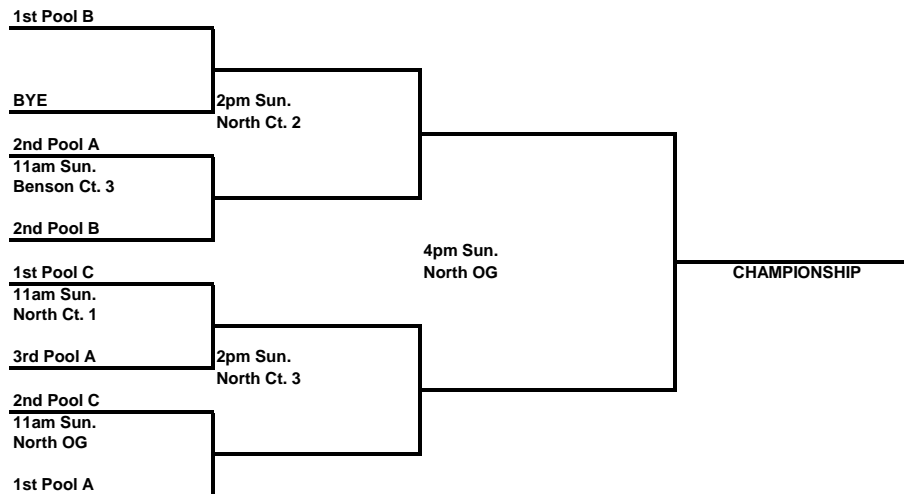 1st Pool B
BYE
2pm Sun.
North Ct. 2
2nd Pool A
11am Sun.
Benson Ct. 3
2nd Pool B
4pm Sun.
North OG
CHAMPIONSHIP
1st Pool C
11am Sun.
North Ct. 1
3rd Pool A
2pm Sun.
North Ct. 3
2nd Pool C
11am Sun.
North OG
1st Pool A